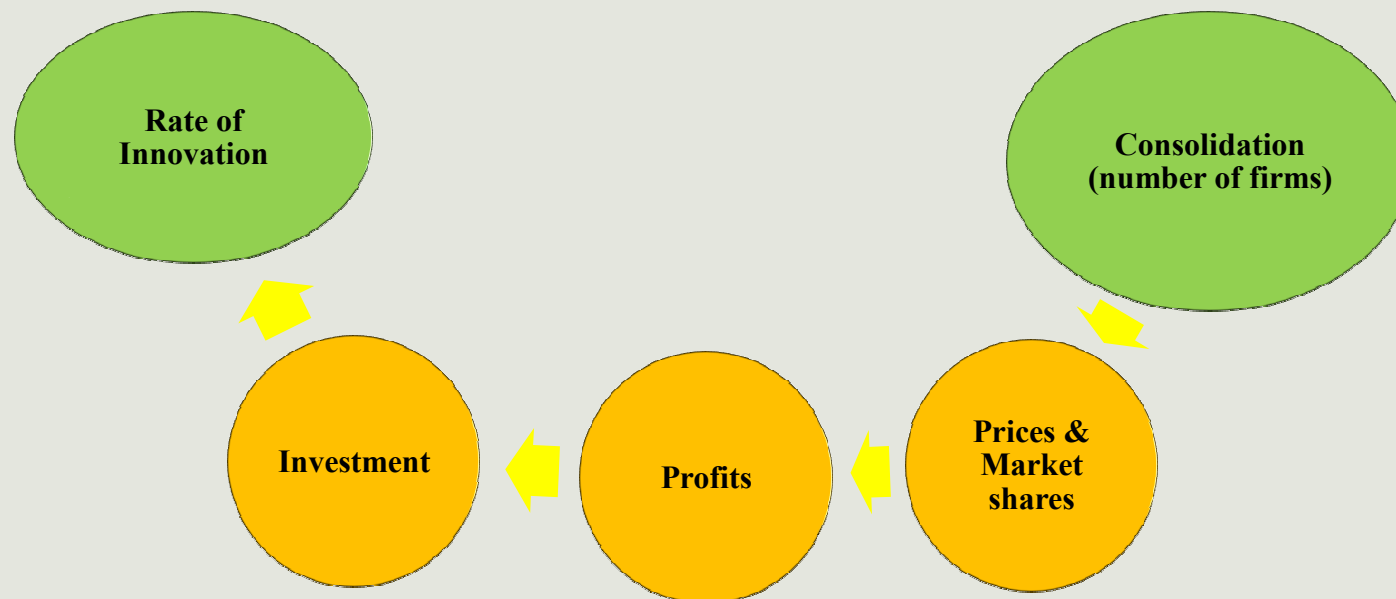 Rate of
Innovation
Consolidation
(number of firms)
Investment
Profits
Prices &
Market
shares